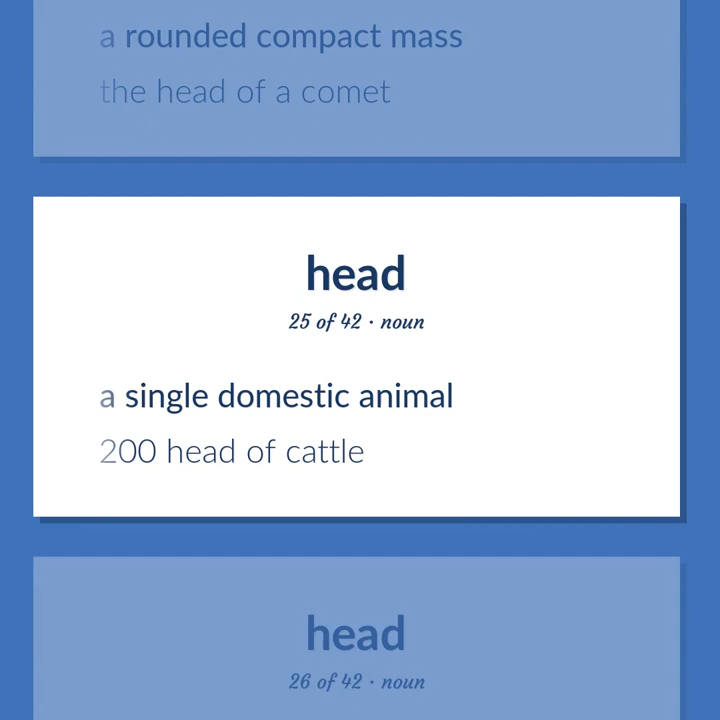 a rounded compact mass
the head of a comet
head
25 of 42 · noun
a single domestic animal
200 head of cattle
head
26 of 42 · noun